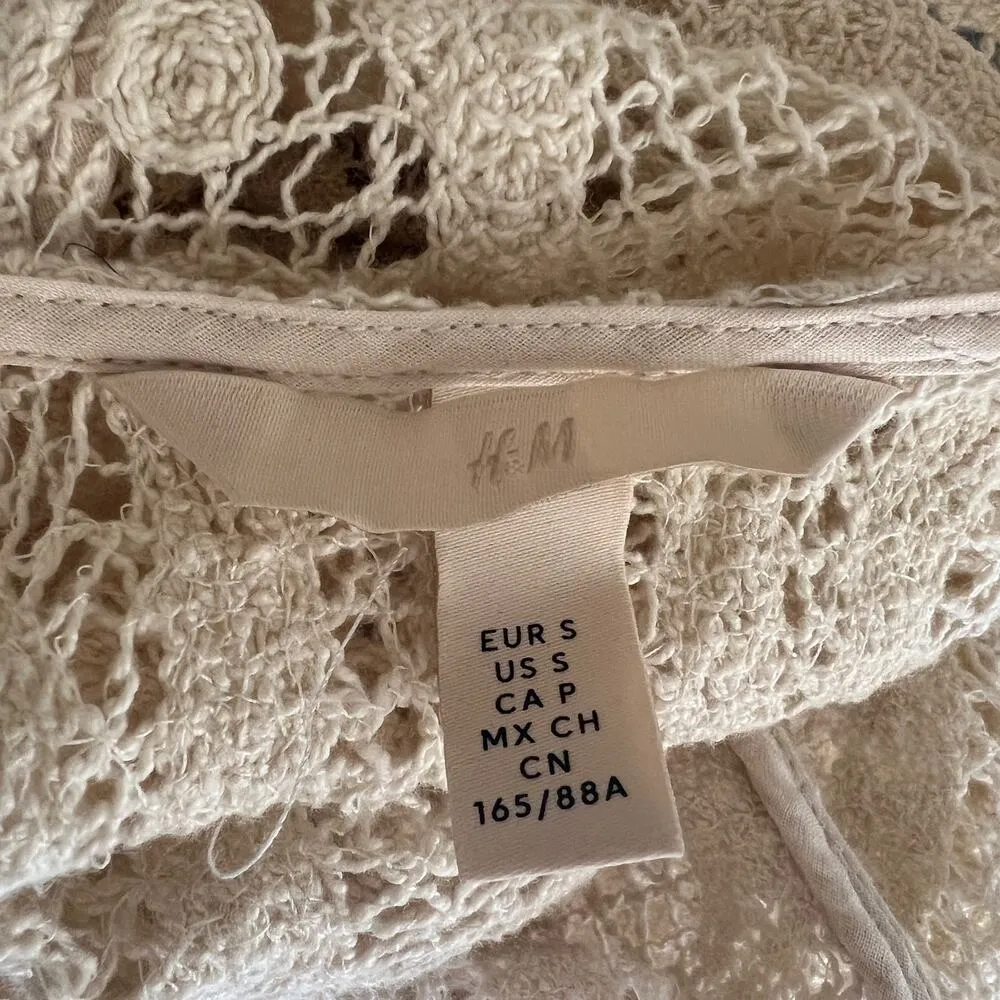 H&M
EUR S
US S
CA P
MX CH
CN
165/88A